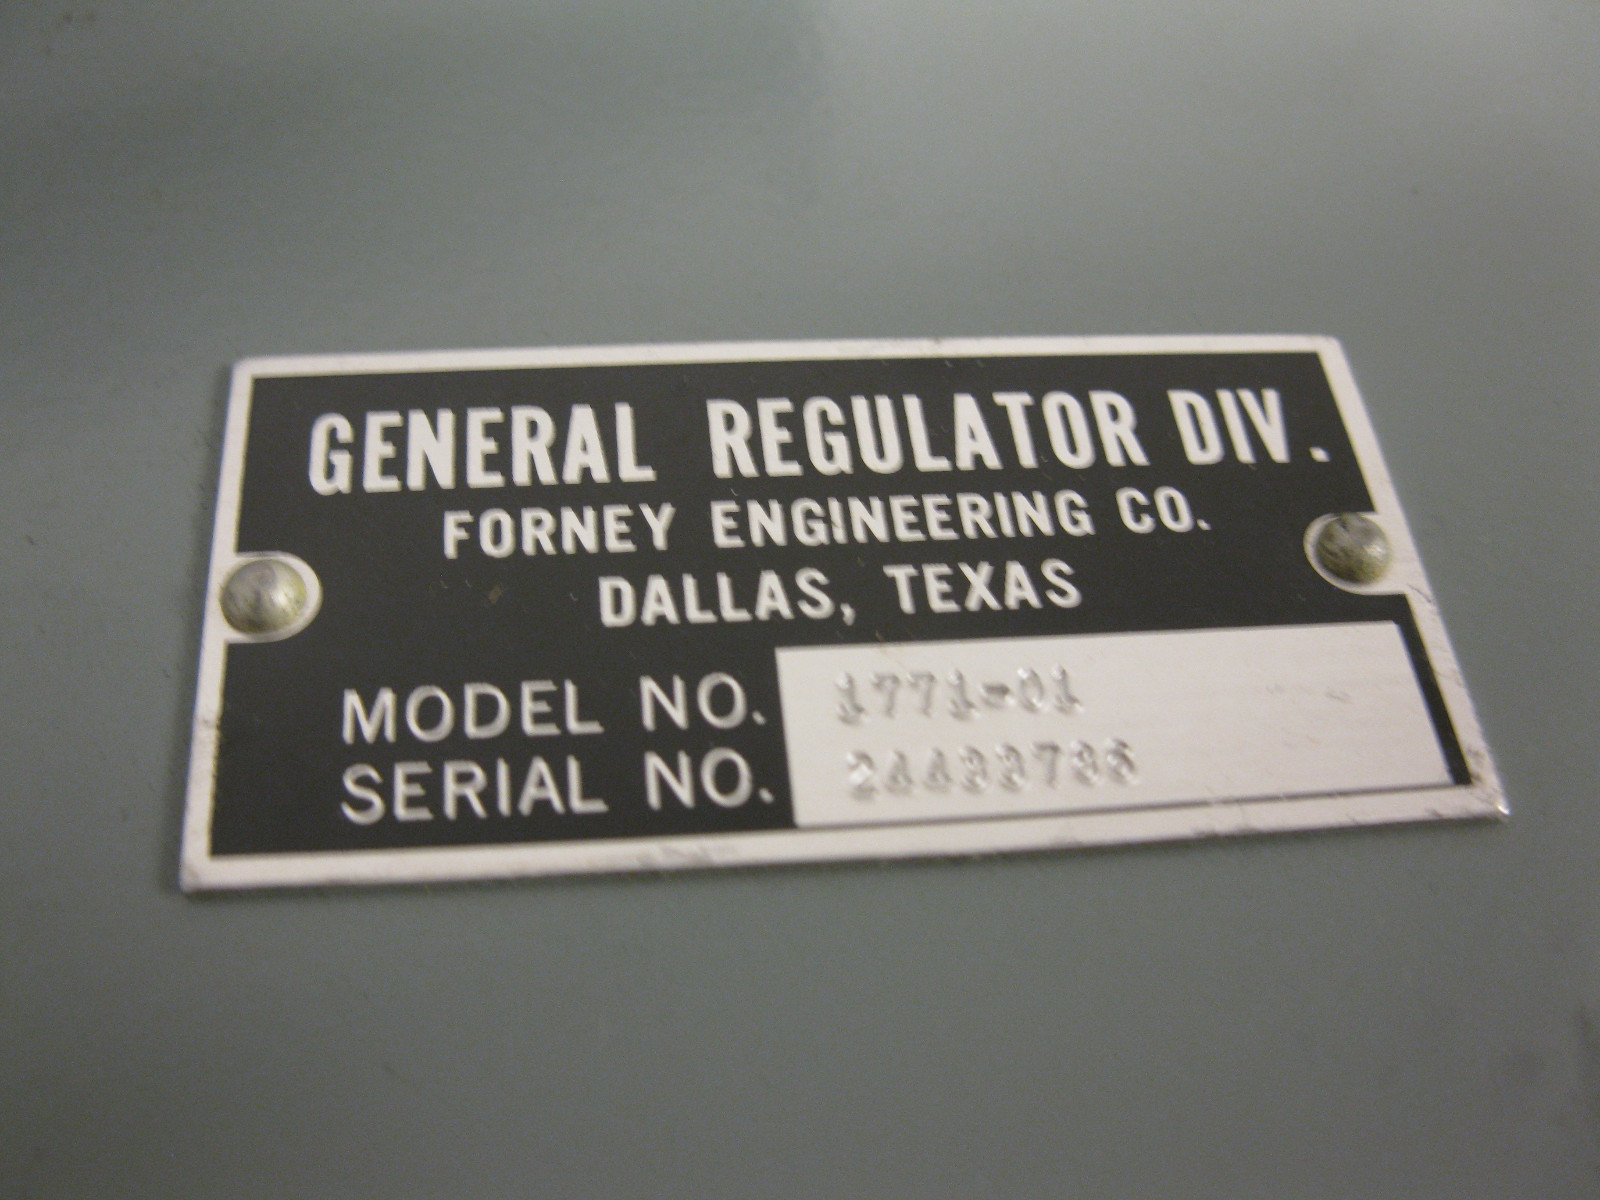 GENERAL REGULATOR DIV.
FORNEY ENGINEERING CO.
DALLAS, TEXAS
MODEL NO. 1771-01
SERIAL NO.